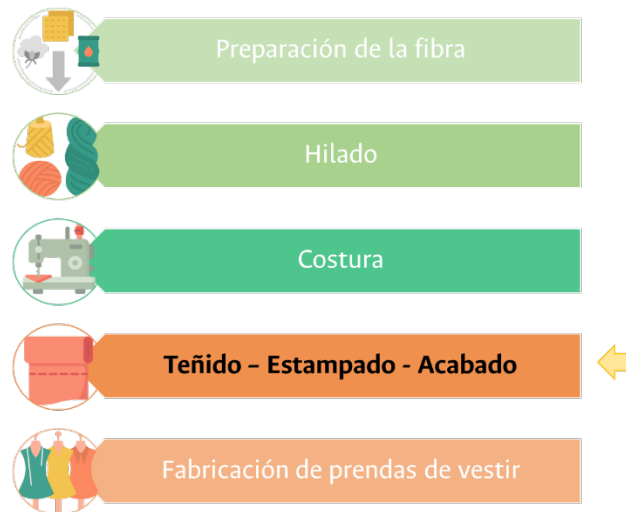 Preparación de la fibra
Hilado
Costura
Teñido – Estampado - Acabado
Fabricación de prendas de vestir